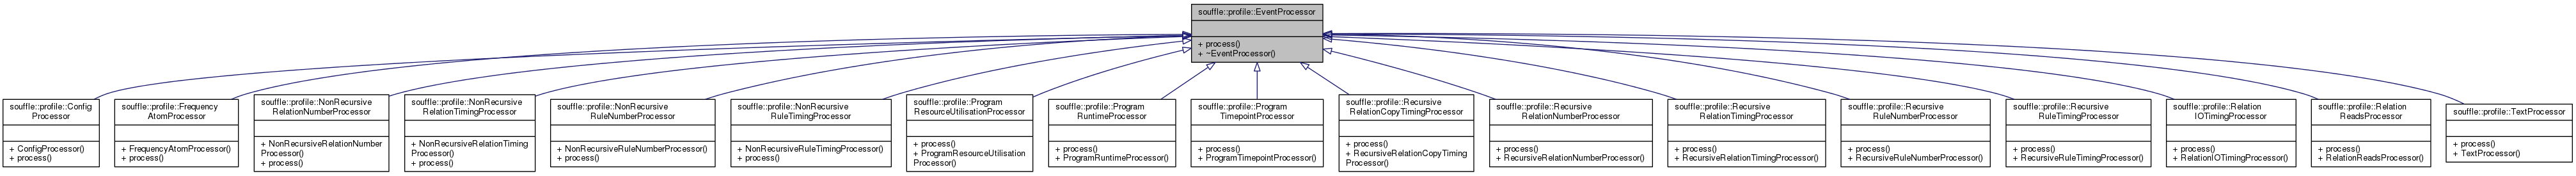 souffle::profile::EventProcessor
+ process()
+ ~EventProcessor()
souffle::profile::Config
Processor
+ ConfigProcessor()
+ process()
souffle::profile::Frequency
AtomProcessor
+ FrequencyAtomProcessor()
+ process()
souffle::profile::NonRecursive
RelationNumberProcessor
+ NonRecursiveRelationNumber
Processor()
+ process()
souffle::profile::NonRecursive
RelationTimingProcessor
+ NonRecursiveRelationTiming
Processor()
+ process()
souffle::profile::NonRecursive
RuleNumberProcessor
+ NonRecursiveRuleNumberProcessor()
+ process()
souffle::profile::NonRecursive
RuleTimingProcessor
+ NonRecursiveRuleTimingProcessor()
+ process()
souffle::profile::Program
ResourceUtilisationProcessor
+ process()
+ ProgramResourceUtilisation
Processor()
souffle::profile::Program
RuntimeProcessor
+ process()
+ ProgramRuntimeProcessor()
souffle::profile::Program
TimepointProcessor
+ process()
+ ProgramTimepointProcessor()
souffle::profile::Recursive
RelationCopyTimingProcessor
+ process()
+ RecursiveRelationCopyTiming
Processor()
souffle::profile::Recursive
RelationNumberProcessor
+ process()
+ RecursiveRelationNumberProcessor()
souffle::profile::Recursive
RelationTimingProcessor
+ process()
+ RecursiveRelationTimingProcessor()
souffle::profile::Recursive
RuleNumberProcessor
+ process()
+ RecursiveRuleNumberProcessor()
souffle::profile::Recursive
RuleTimingProcessor
+ process()
+ RecursiveRuleTimingProcessor()
souffle::profile::Relation
IOTimingProcessor
+ process()
+ RelationIOTimingProcessor()
souffle::profile::Relation
ReadsProcessor
+ process()
+ RelationReadsProcessor()
souffle::profile::TextProcessor
+ process()
+ TextProcessor()